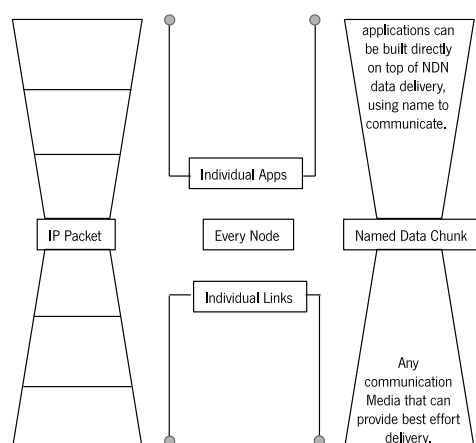 applications can
be built directly
on top of NDN
data delivery,
using name to
communicate.
Individual Apps
IP Packet
Every Node
Named Data Chunk
Individual Links
Any
communication
Media that can
provide best effort
delivery.